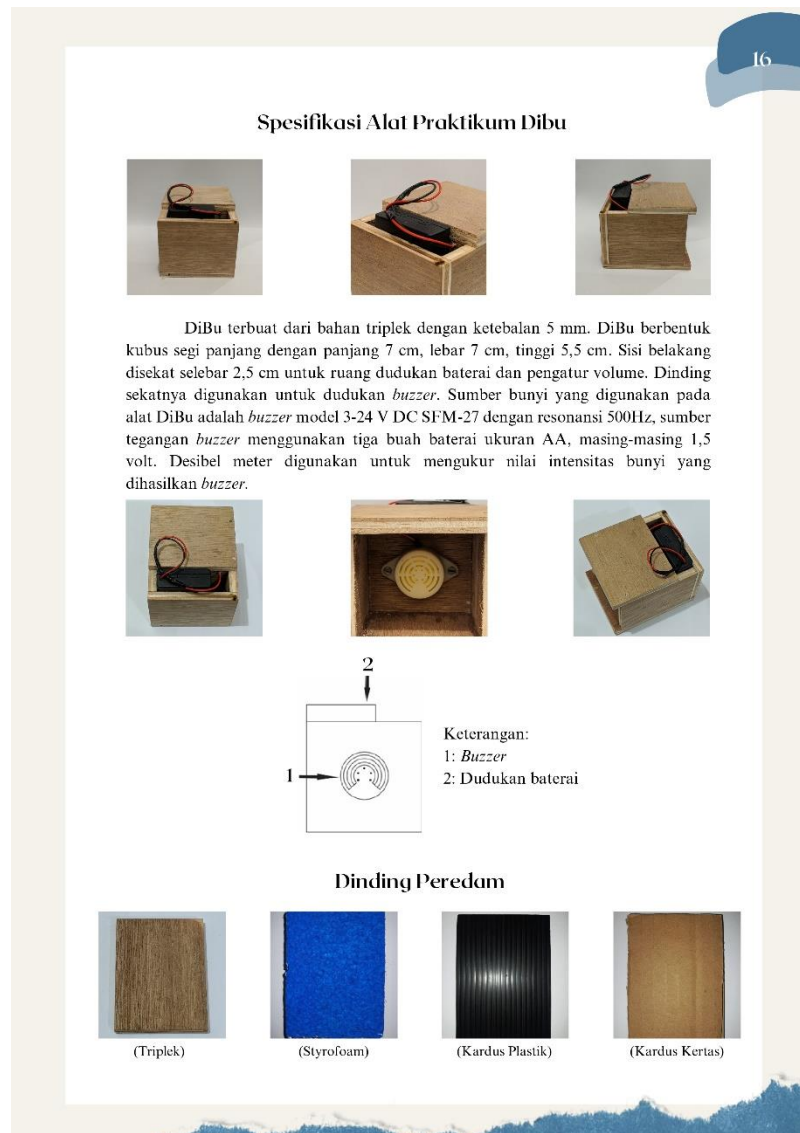 16
Spesifikasi Alat Praktikum Dibu
DiBu terbuat dari bahan triplek dengan ketebalan 5 mm. DiBu berbentuk
kubus segi panjang dengan panjang 7 cm, lebar 7 cm, tinggi 5,5 cm. Sisi belakang
disekat selebar 2,5 cm untuk ruang dudukan baterai dan pengatur volume. Dinding
sekatnya digunakan untuk dudukan buzzer. Sumber bunyi yang digunakan pada
alat DiBu adalah buzzer model 3-24 V DC SFM-27 dengan resonansi 500Hz, sumber
tegangan buzzer menggunakan tiga buah baterai ukuran AA, masing-masing 1,5
volt. Desibel meter digunakan untuk mengukur nilai intensitas bunyi yang
dihasilkan buzzer.
2
1
Keterangan:
1: Buzzer
2: Dudukan baterai
Dinding Peredam
(Triplek) (Styrofoam) (Kardus Plastik) (Kardus Kertas)